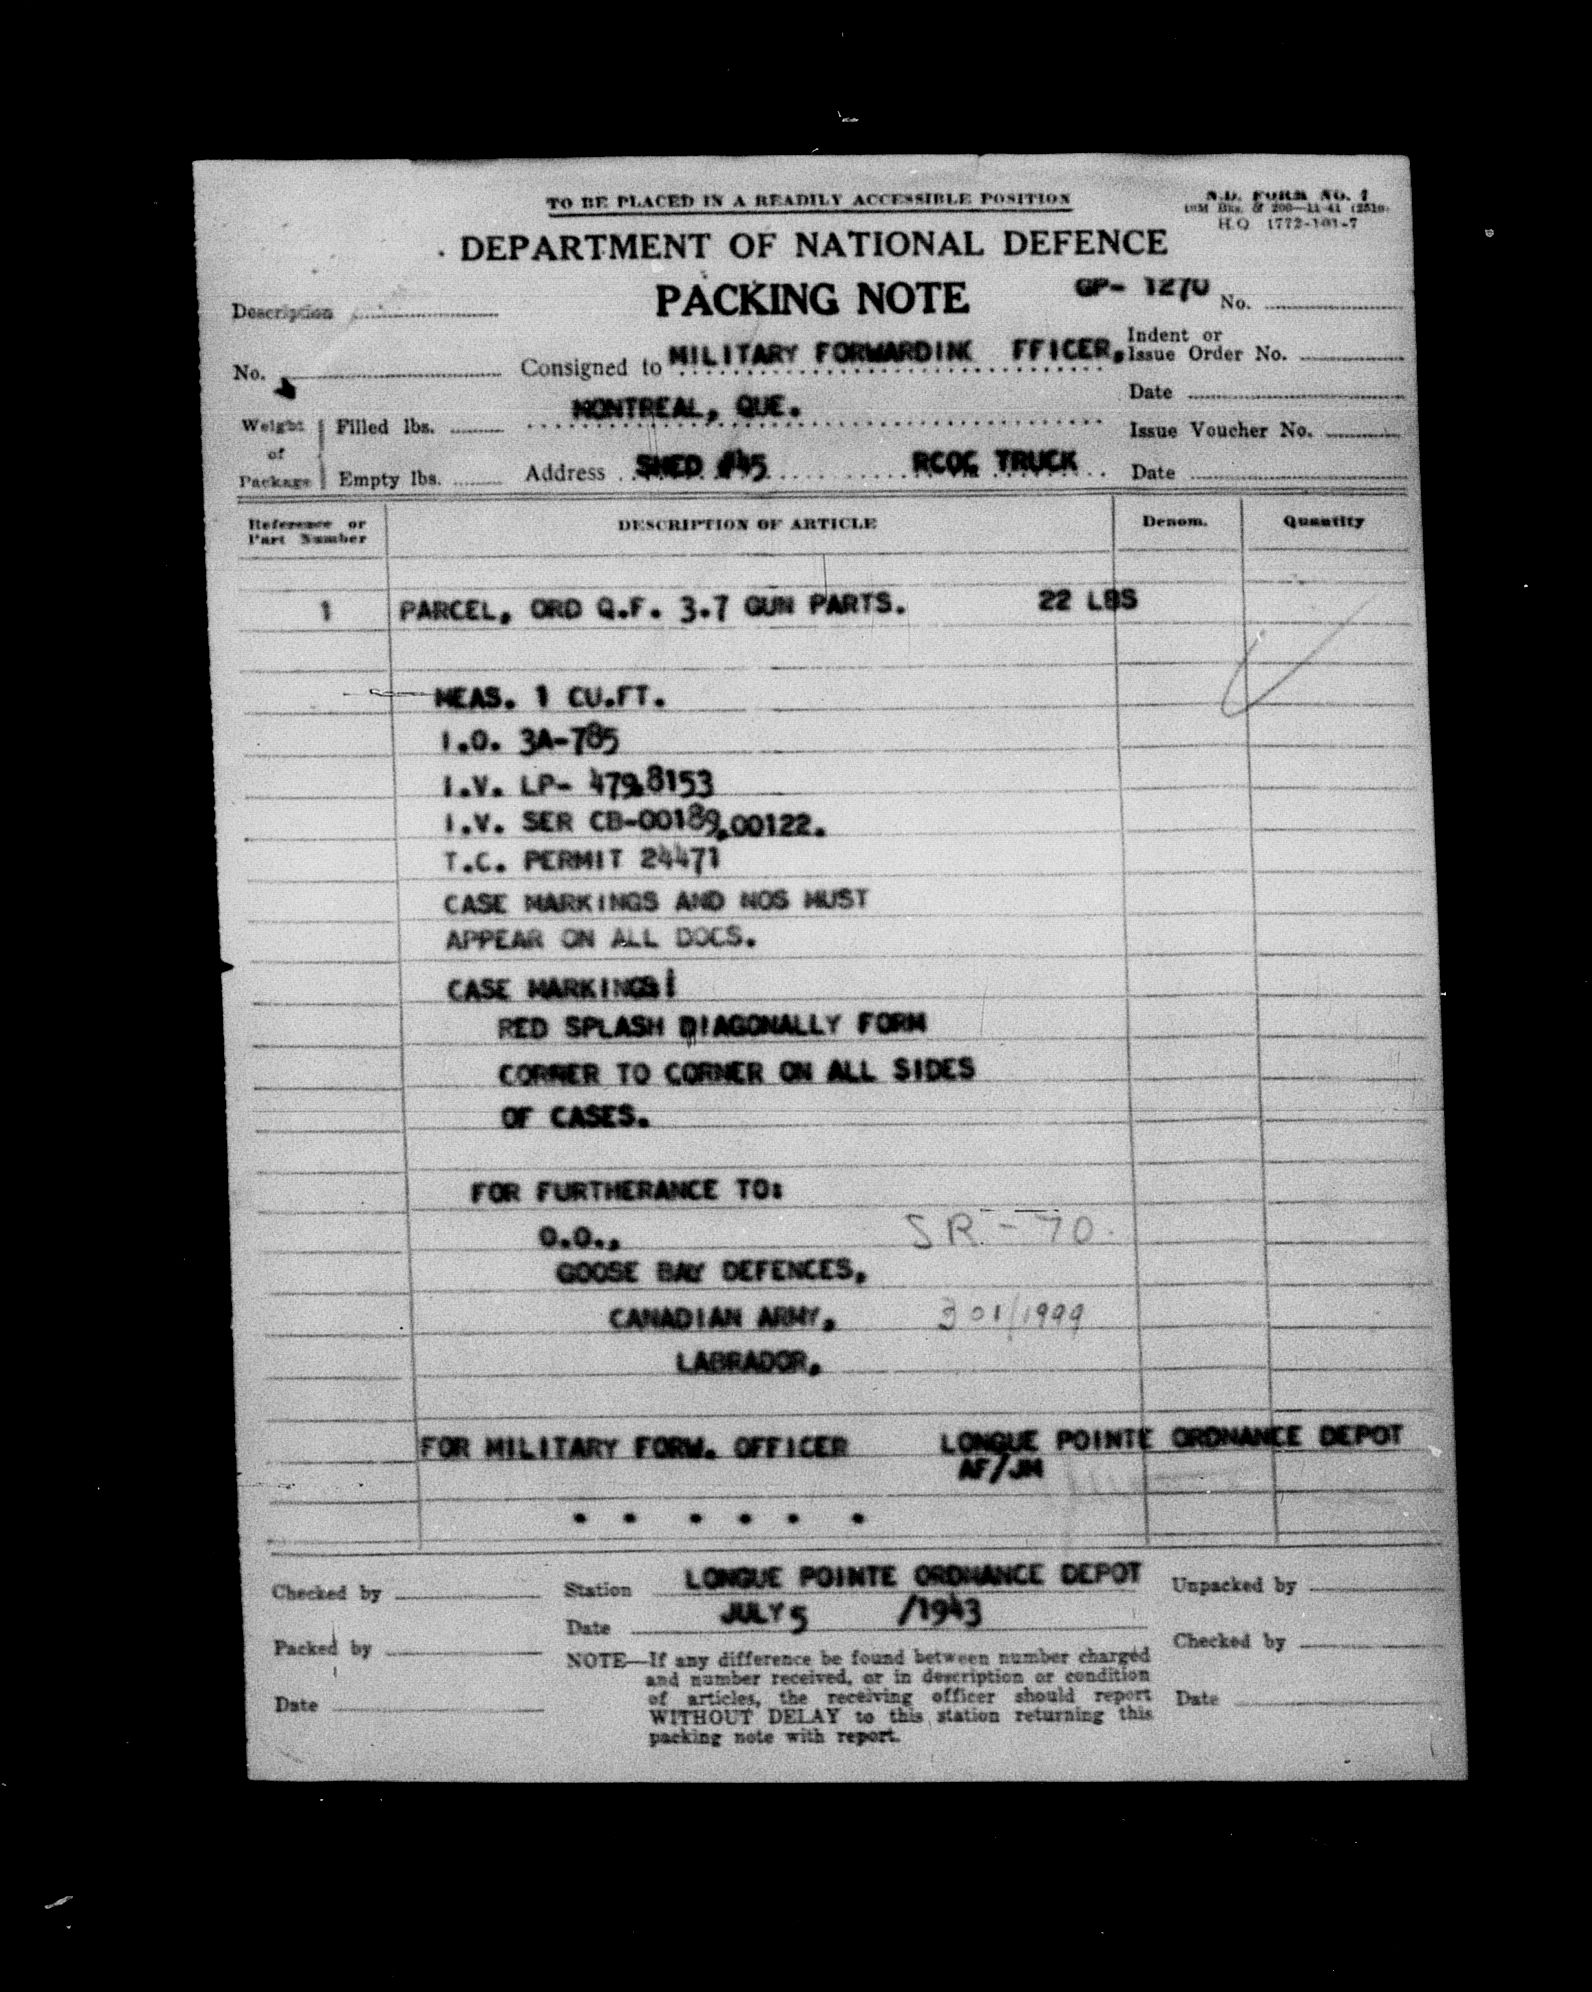 TO BE PLACED IN A READILY ACCESSIBLE POSITION
N.D. FORM NO. 1
H.Q. 1772-101-7
DEPARTMENT OF NATIONAL DEFENCE
PACKING NOTE
GP- 1270 No.
Description
No.
Consigned to MILITARY FORWARDIN FFICER,
Indent or
Issue Order No.
MONTREAL, QUE.
Date
Weight of Package
Filled lbs.
Issue Voucher No.
Empty lbs.
Address SHED #45 RCOC TRUCK
Date
Reference or Part Number DESCRIPTION OF ARTICLE Denom. Quantity
1 PARCEL, ORD Q.F. 3.7 GUN PARTS. 22 LBS
MEAS. 1 CU.FT.
I.O. 3A-785
I.V. LP- 479,8153
I.V. SER CB-00189,00122.
T.C. PERMIT 24471
CASE MARKINGS AND NOS MUST
APPEAR ON ALL DOCS.
CASE MARKINGS:
RED SPLASH DIAGONALLY FORM
CORNER TO CORNER ON ALL SIDES
OF CASES.
FOR FURTHERANCE TO:
O.O., SR-70.
GOOSE BAY DEFENCES,
CANADIAN ARMY, 301/1999
LABRADOR.
FOR MILITARY FORW. OFFICER LONGUE POINTE ORDNANCE DEPOT
AF/JM
. . . . . .
Checked by Station LONGUE POINTE ORDNANCE DEPOT Unpacked by
Date JULY 5 /1943
Packed by Checked by
NOTE—If any difference be found between number charged
and number received, or in description or condition
of articles, the receiving officer should report
WITHOUT DELAY to this station returning this
packing note with report.
Date
Date